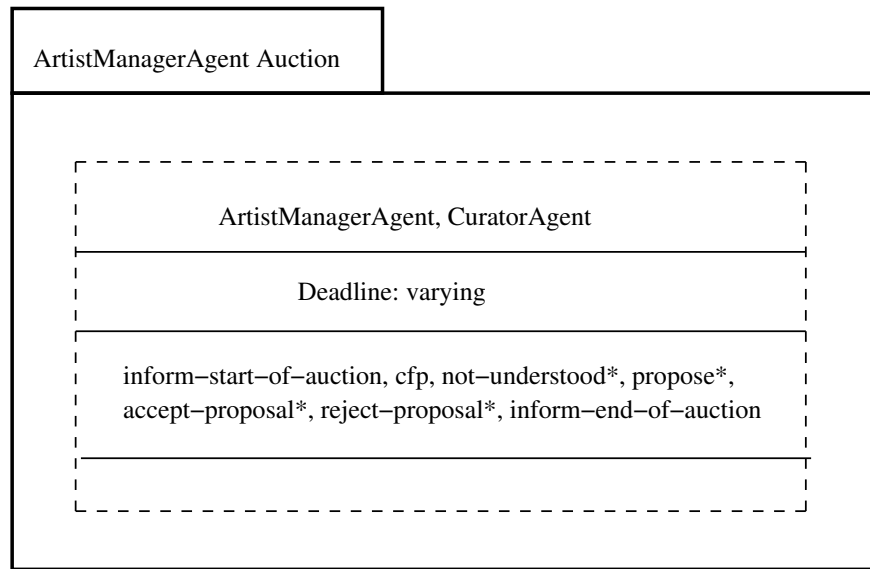 ArtistManagerAgent Auction
ArtistManagerAgent, CuratorAgent
Deadline: varying
inform−start−of−auction, cfp, not−understood*, propose*,
accept−proposal*, reject−proposal*, inform−end−of−auction